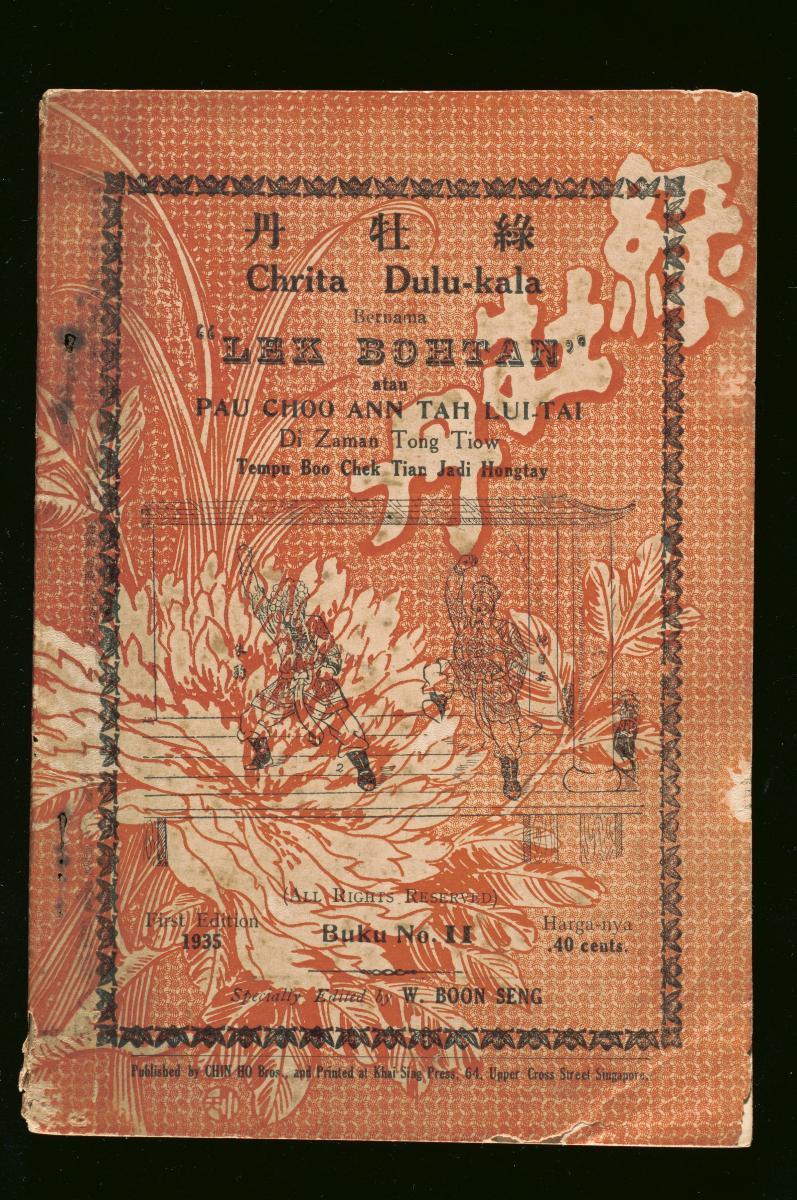 綠牡丹
丹牡綠
Chrita Dulu-kala
Bernama
"LEK BOHTAN"
atau
PAU CHOO ANN TAH LUI-TAI
Di Zaman Tong Tiow
Tempu Boo Chek Tian Jadi Hongtay
2
(ALL RIGHTS RESERVED)
First Edition
1935
Buku No. II
Harga-nya
.40 cents.
Specially Edited by W. BOON SENG
Published by CHIN HO Bros., and Printed at Khai Sing Press, 64, Upper Cross Street Singapore.